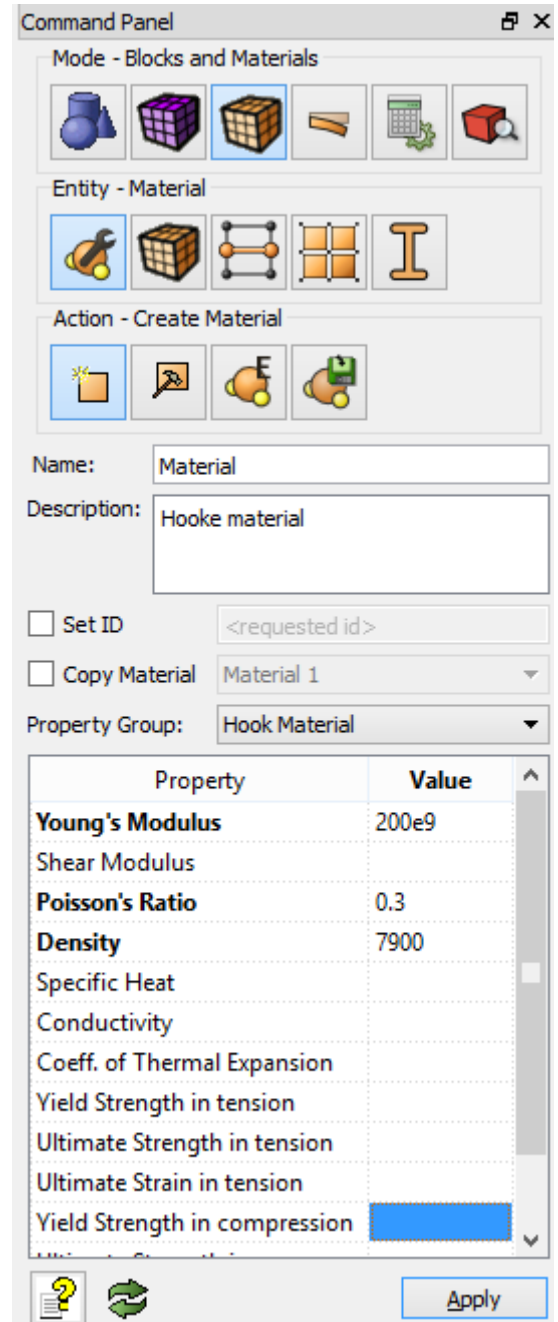 Command Panel
Mode - Blocks and Materials
Entity - Material
Action - Create Material
E
Name: Material
Description: Hooke material
Set ID <requested id>
Copy Material Material 1
Property Group: Hook Material
Property Value
Young's Modulus 200e9
Shear Modulus
Poisson's Ratio 0.3
Density 7900
Specific Heat
Conductivity
Coeff. of Thermal Expansion
Yield Strength in tension
Ultimate Strength in tension
Ultimate Strain in tension
Yield Strength in compression
Apply